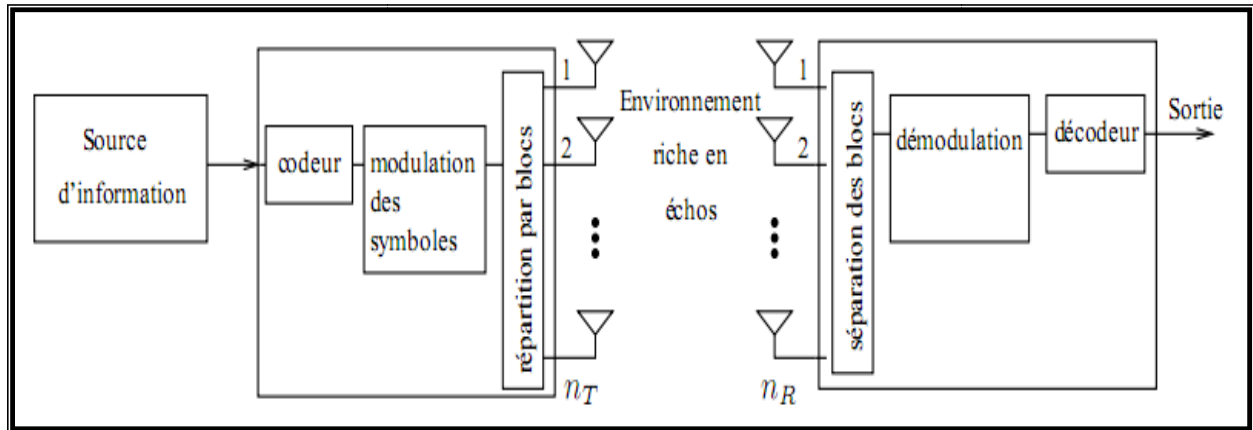 Source
d'information
codeur
modulation
des
symboles
répartition par blocs
1
2
n_T
Environnement
riche en
échos
1
2
n_R
séparation des blocs
démodulation
décodeur
Sortie